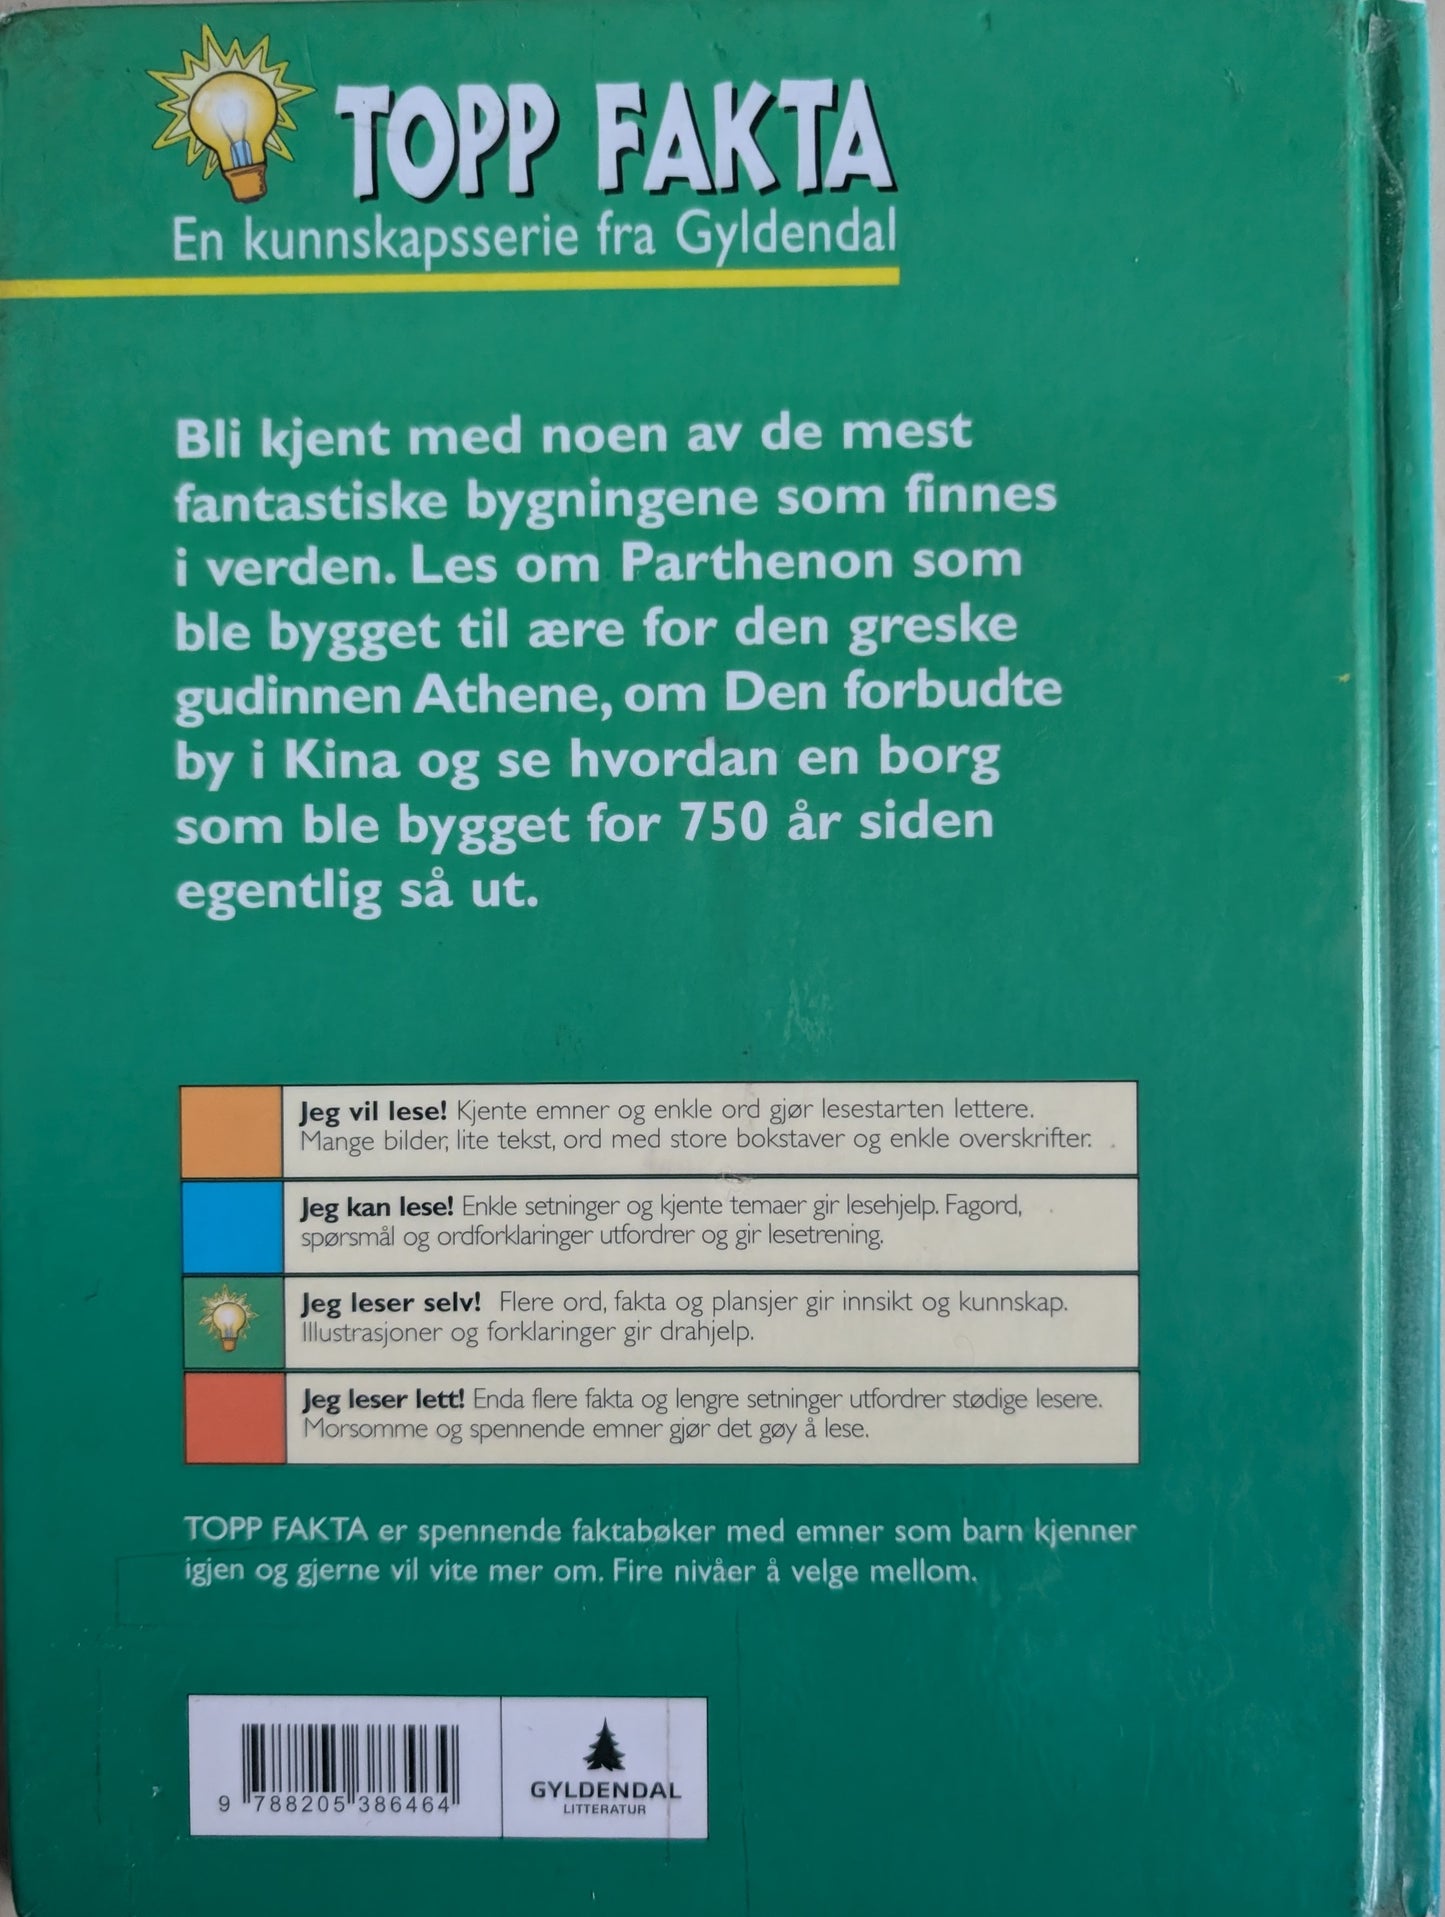 TOPP FAKTA
En kunnskapsserie fra Gyldendal
Bli kjent med noen av de mest
fantastiske bygningene som finnes
i verden. Les om Parthenon som
ble bygget til ære for den greske
gudinnen Athene, om Den forbudte
by i Kina og se hvordan en borg
som ble bygget for 750 år siden
egentlig så ut.
Jeg vil lese! Kjente emner og enkle ord gjør lesestarten lettere.
Mange bilder, lite tekst, ord med store bokstaver og enkle overskrifter.
Jeg kan lese! Enkle setninger og kjente temaer gir lesehjelp. Fagord,
spørsmål og ordforklaringer utfordrer og gir lesetrening.
Jeg leser selv! Flere ord, fakta og plansjer gir innsikt og kunnskap.
Illustrasjoner og forklaringer gir drahjelp.
Jeg leser lett! Enda flere fakta og lengre setninger utfordrer stødige lesere.
Morsomme og spennende emner gjør det gøy å lese.
TOPP FAKTA er spennende faktabøker med emner som barn kjenner
igjen og gjerne vil vite mer om. Fire nivåer å velge mellom.
9 788205 386464
GYLDENDAL
LITTERATUR